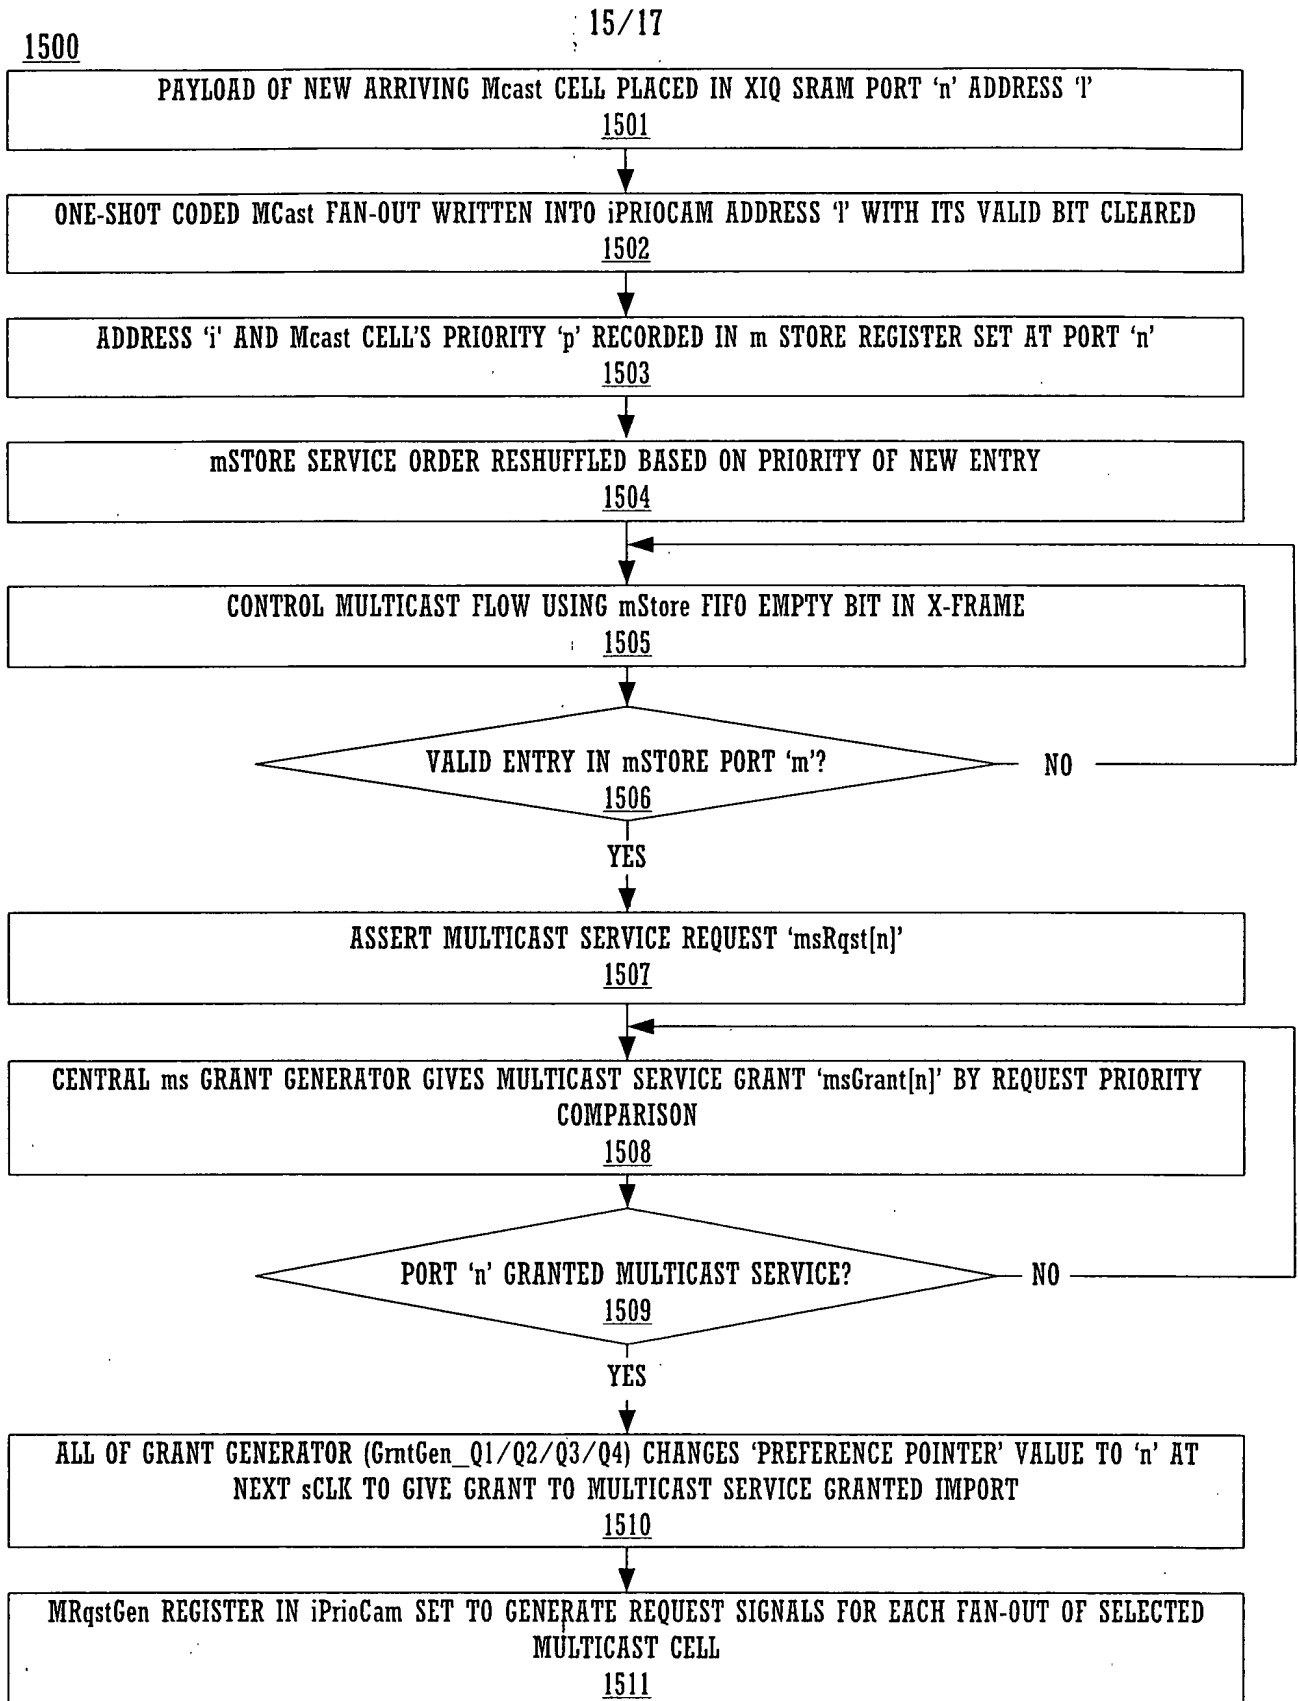 15/17
1500
PAYLOAD OF NEW ARRIVING Mcast CELL PLACED IN XIQ SRAM PORT 'n' ADDRESS 'l'
1501
ONE-SHOT CODED MCast FAN-OUT WRITTEN INTO iPRIOCAM ADDRESS 'l' WITH ITS VALID BIT CLEARED
1502
ADDRESS 'i' AND Mcast CELL'S PRIORITY 'p' RECORDED IN m STORE REGISTER SET AT PORT 'n'
1503
mSTORE SERVICE ORDER RESHUFFLED BASED ON PRIORITY OF NEW ENTRY
1504
CONTROL MULTICAST FLOW USING mStore FIFO EMPTY BIT IN X-FRAME
1505
VALID ENTRY IN mSTORE PORT 'm'?
1506
NO
YES
ASSERT MULTICAST SERVICE REQUEST 'msRqst[n]'
1507
CENTRAL ms GRANT GENERATOR GIVES MULTICAST SERVICE GRANT 'msGrant[n]' BY REQUEST PRIORITY
COMPARISON
1508
PORT 'n' GRANTED MULTICAST SERVICE?
1509
NO
YES
ALL OF GRANT GENERATOR (GrntGen_Q1/Q2/Q3/Q4) CHANGES 'PREFERENCE POINTER' VALUE TO 'n' AT
NEXT sCLK TO GIVE GRANT TO MULTICAST SERVICE GRANTED IMPORT
1510
MRqstGen REGISTER IN iPrioCam SET TO GENERATE REQUEST SIGNALS FOR EACH FAN-OUT OF SELECTED
MULTICAST CELL
1511